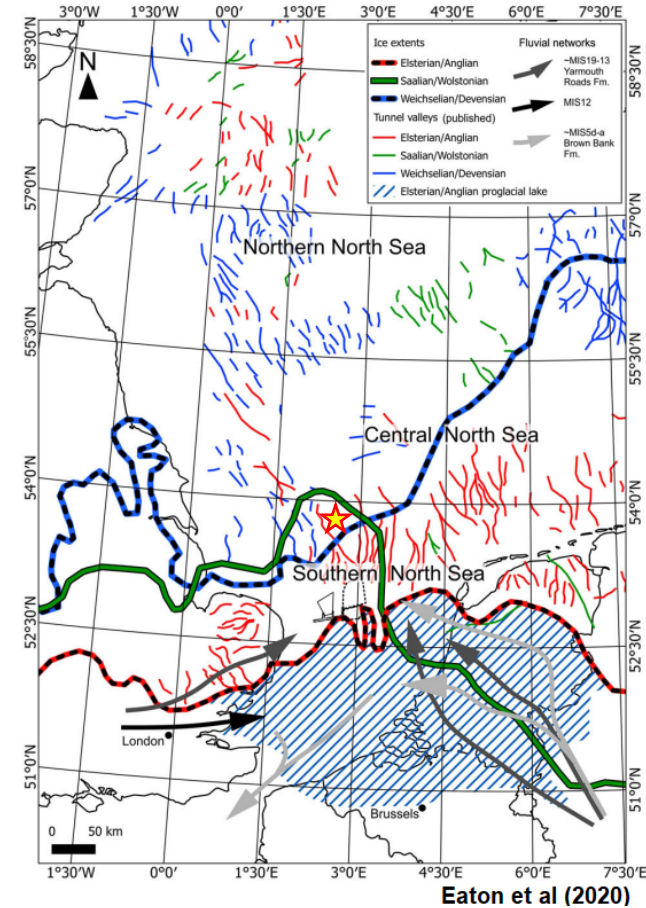 3°0'W 1°30'W 0°0' 1°30'E 3°0'E 4°30'E 6°0'E
58°30'N
57°0'N
55°30'N
54°0'N
52°30'N
51°0'N
58°30'N
57°0'N
55°30'N
54°0'N
52°30'N
51°0'N
N
Ice extents
Elsterian/Anglian
Saalian/Wolstonian
Weichselian/Devensian
Tunnel valleys (published)
Elsterian/Anglian
Saalian/Wolstonian
Weichselian/Devensian
Elsterian/Anglian proglacial lake
Fluvial networks
~MIS19-13
Yarmouth
Roads Fm.
MIS12
~MIS5d-a
Brown Bank
Fm.
Northern North Sea
Central North Sea
Southern North Sea
London
Brussels
0 50 km
1°30'W 0°0' 1°30'E 3°0'E 4°30'E 6°0'E 7°30'E
Eaton et al (2020)